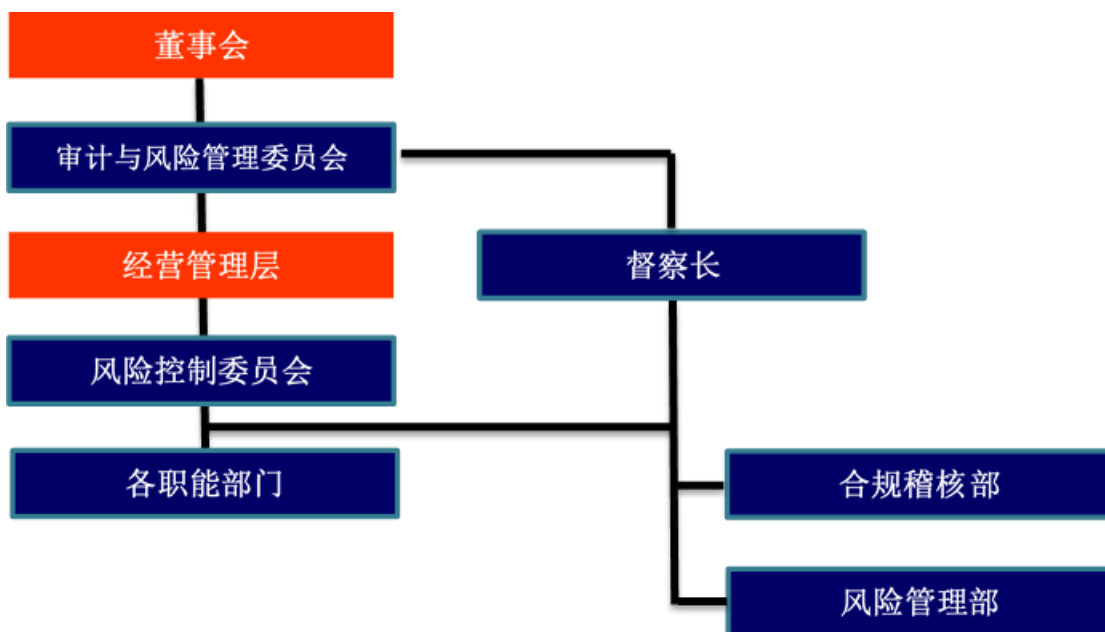 董事会
审计与风险管理委员会
经营管理层
督察长
风险控制委员会
各职能部门
合规稽核部
风险管理部